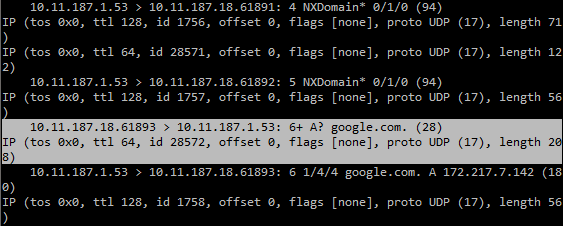 10.11.187.1.53 > 10.11.187.18.61891: 4 NXDomain* 0/1/0 (94)
IP (tos 0x0, ttl 128, id 1756, offset 0, flags [none], proto UDP (17), length 71
)
IP (tos 0x0, ttl 64, id 28571, offset 0, flags [none], proto UDP (17), length 12
2)
    10.11.187.1.53 > 10.11.187.18.61892: 5 NXDomain* 0/1/0 (94)
IP (tos 0x0, ttl 128, id 1757, offset 0, flags [none], proto UDP (17), length 56
)
    10.11.187.18.61893 > 10.11.187.1.53: 6+ A? google.com. (28)
IP (tos 0x0, ttl 64, id 28572, offset 0, flags [none], proto UDP (17), length 20
8)
    10.11.187.1.53 > 10.11.187.18.61893: 6 1/4/4 google.com. A 172.217.7.142 (18
0)
IP (tos 0x0, ttl 128, id 1758, offset 0, flags [none], proto UDP (17), length 56
)